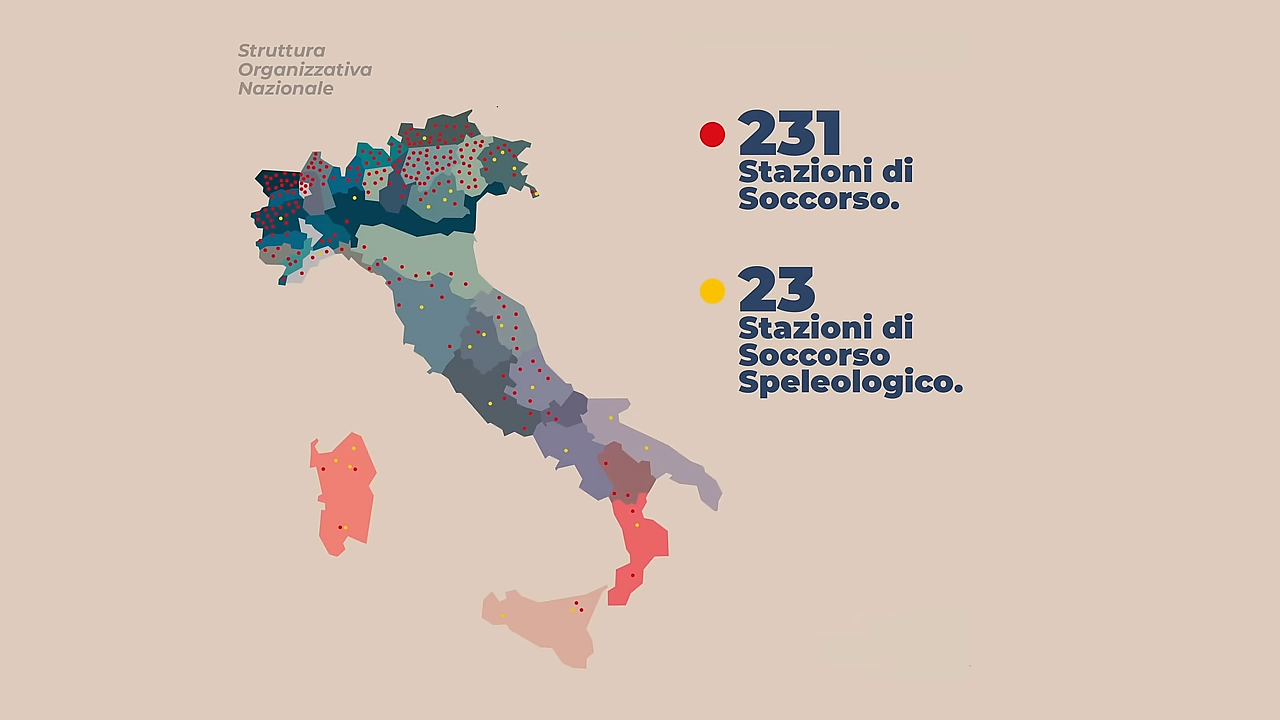 Struttura
Organizzativa
Nazionale
231
Stazioni di
Soccorso.
23
Stazioni di
Soccorso
Speleologico.